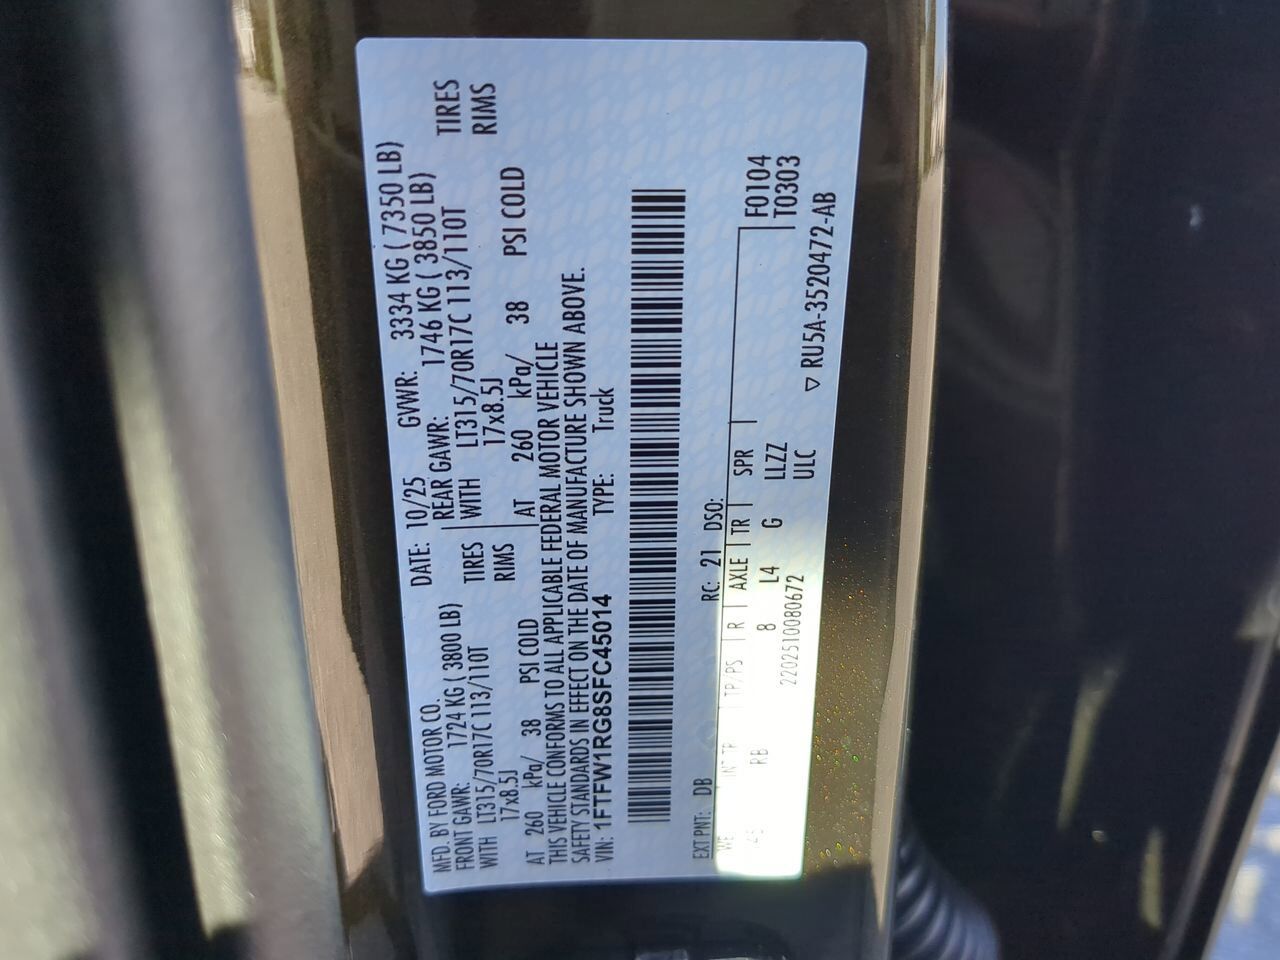 MFD. BY FORD MOTOR CO. DATE: 10/25 GVWR: 3334 KG ( 7350 LB)
FRONT GAWR: 1724 KG ( 3800 LB) REAR GAWR: 1746 KG ( 3850 LB)
WITH LT315/70R17C 113/110T TIRES WITH LT315/70R17C 113/110T TIRES
17x8.5J RIMS 17x8.5J RIMS
AT 260 kPa/ 38 PSI COLD AT 260 kPa/ 38 PSI COLD
THIS VEHICLE CONFORMS TO ALL APPLICABLE FEDERAL MOTOR VEHICLE
SAFETY STANDARDS IN EFFECT ON THE DATE OF MANUFACTURE SHOWN ABOVE.
VIN: 1FTFW1RG8SFC45014 TYPE: Truck
EXT PNT: DB RC: 21 DSO:
INT TR TP/PS R AXLE TR SPR F0104
RB 8 L4 G LLZZ T0303
2202510080672 ULC
▽ RU5A-3520472-AB